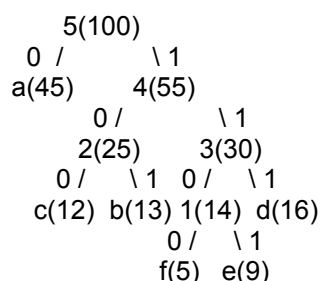 5(100)
0 / \ 1
a(45) 4(55)
0 / \ 1
2(25) 3(30)
0 / \ 1 0 / \ 1
c(12) b(13) 1(14) d(16)
0 / \ 1
f(5) e(9)